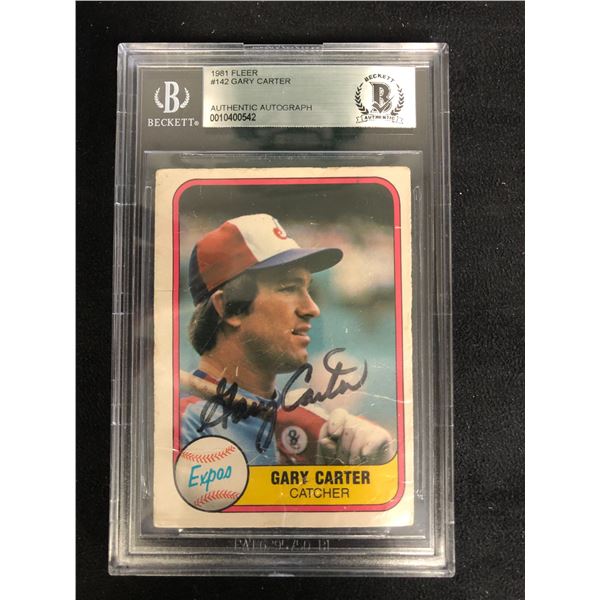 1981 FLEER
#142 GARY CARTER
AUTHENTIC AUTOGRAPH
0010400542
B
BECKETT
BECKETT
B
AUTHENTIC
Gary Carter
Expos
GARY CARTER
CATCHER